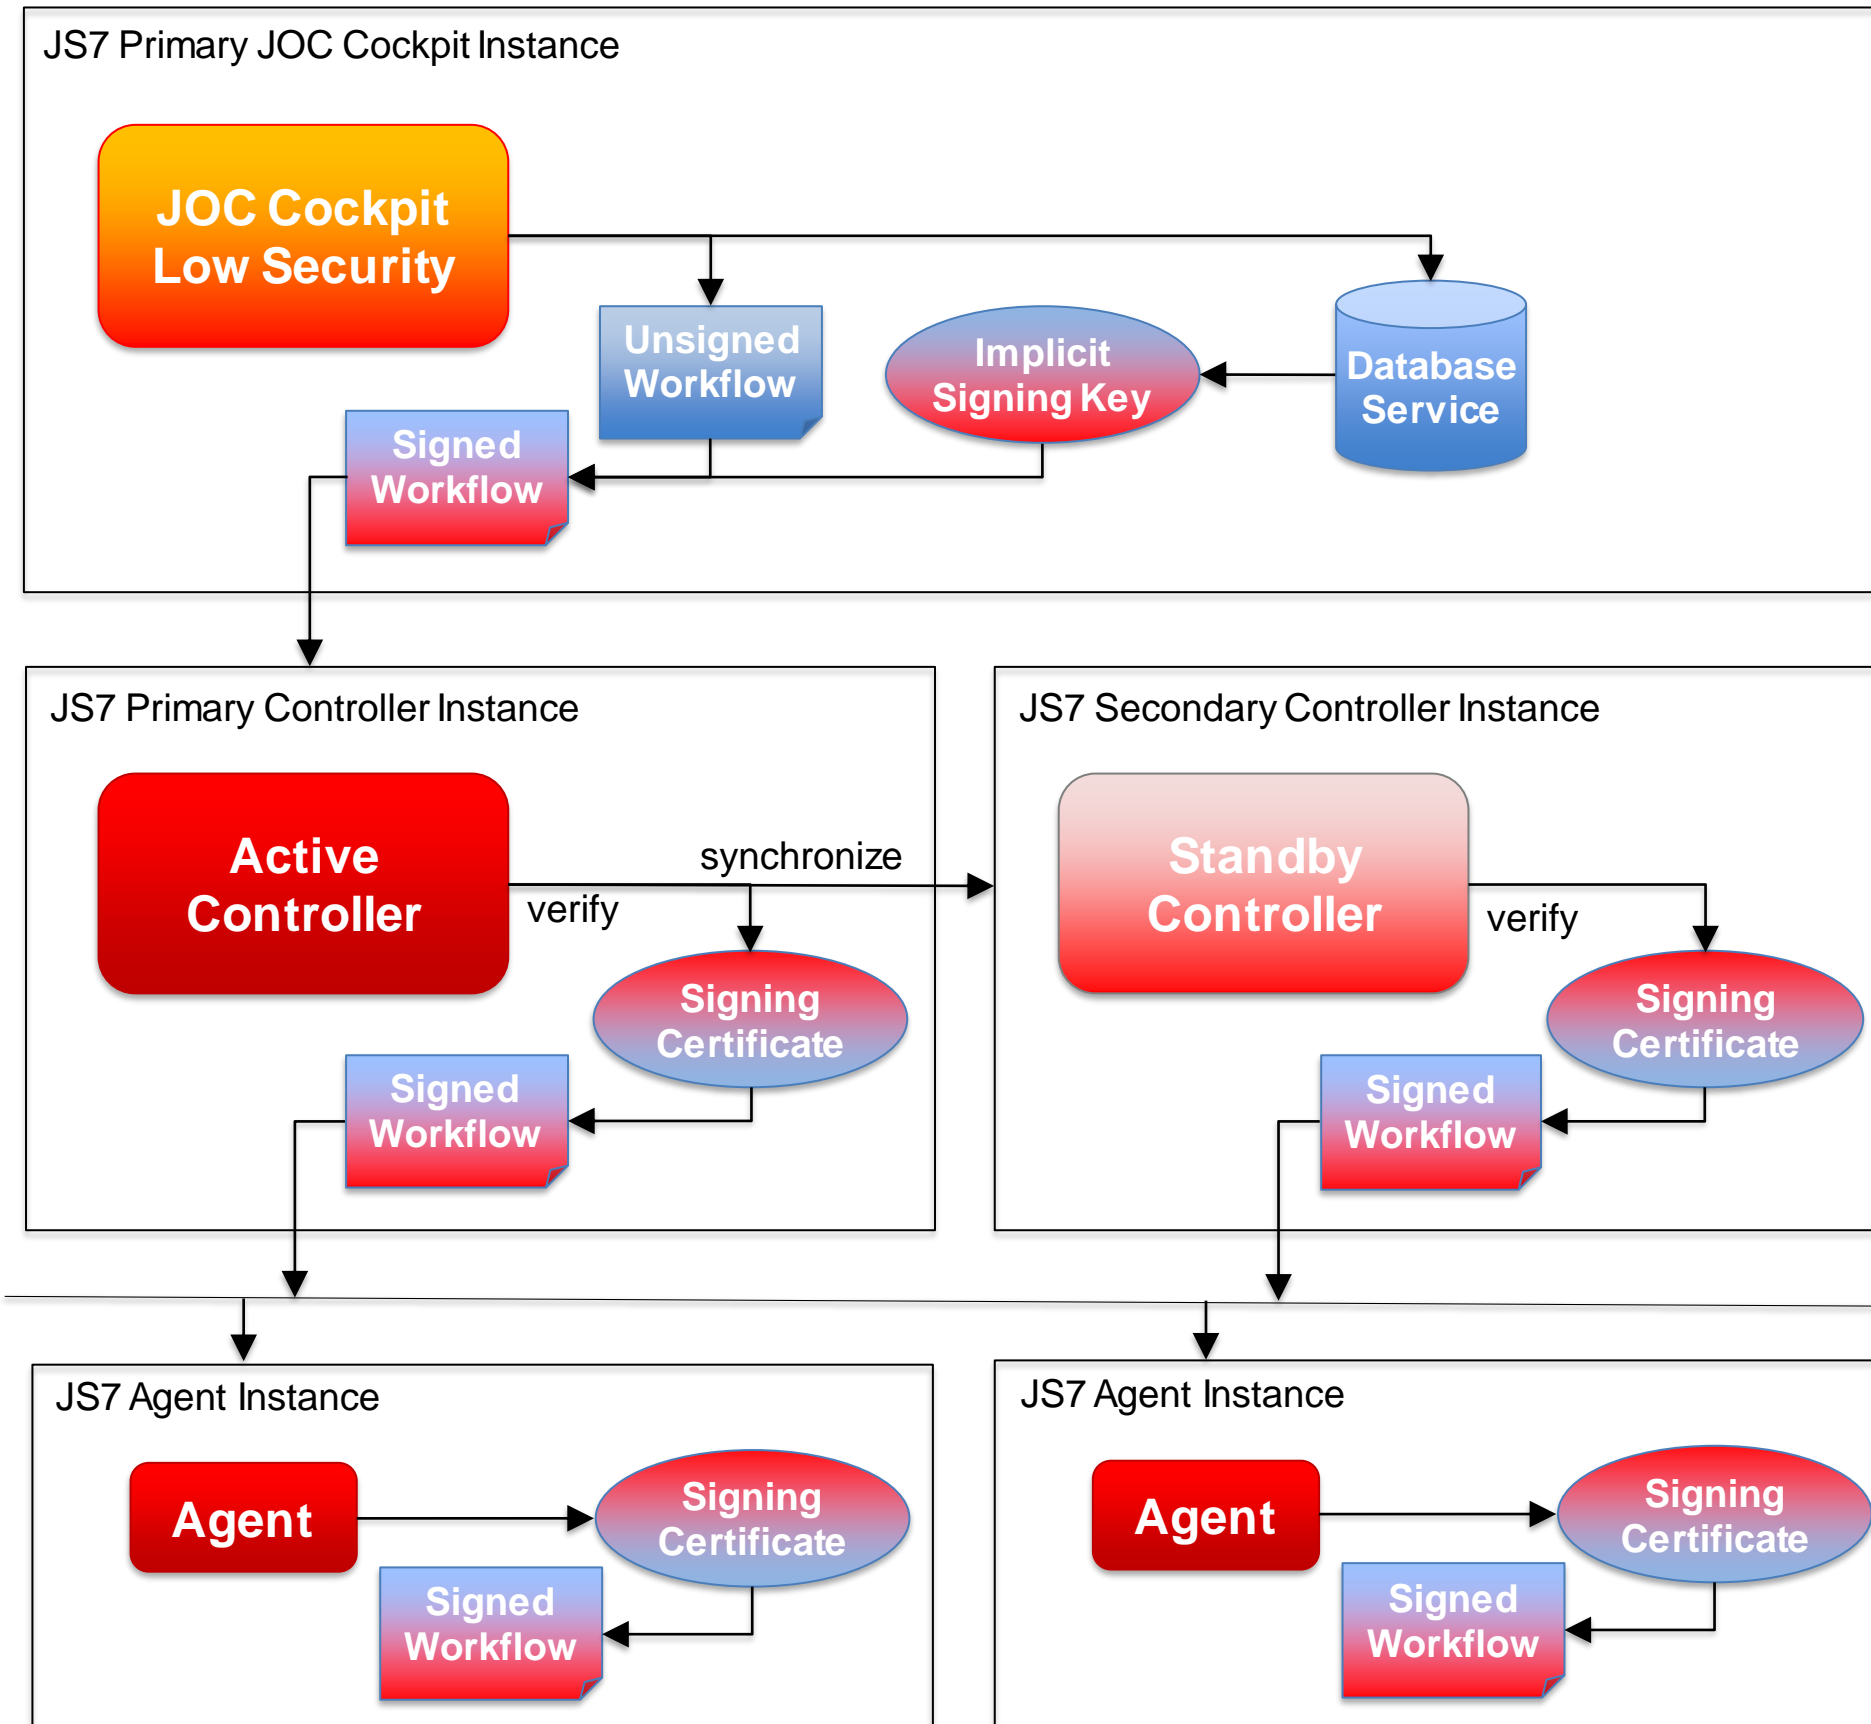 JS7 Primary JOC Cockpit Instance
JOC Cockpit
Low Security
Unsigned
Workflow
Implicit
Signing Key
Database
Service
Signed
Workflow
JS7 Primary Controller Instance
Active
Controller
synchronize
verify
Signing
Certificate
Signed
Workflow
JS7 Secondary Controller Instance
Standby
Controller
verify
Signing
Certificate
Signed
Workflow
JS7 Agent Instance
Agent
Signing
Certificate
Signed
Workflow
JS7 Agent Instance
Agent
Signing
Certificate
Signed
Workflow